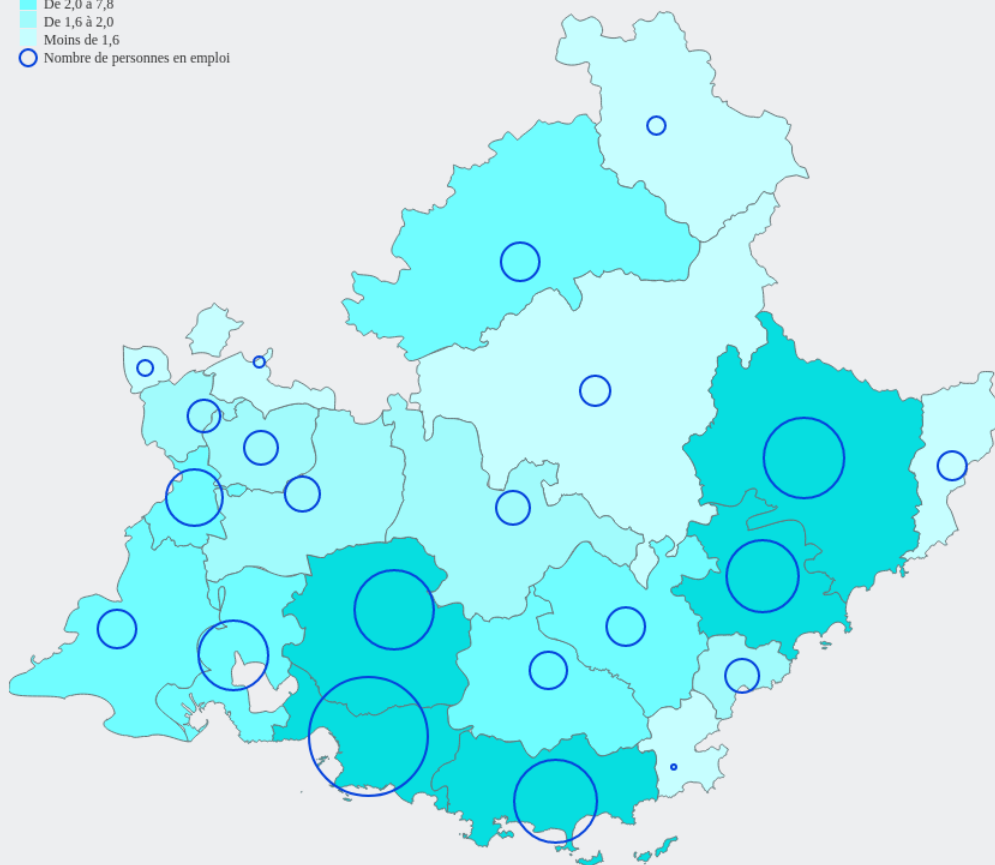 De 2,0 à 7,8
De 1,6 à 2,0
Moins de 1,6
Nombre de personnes en emploi